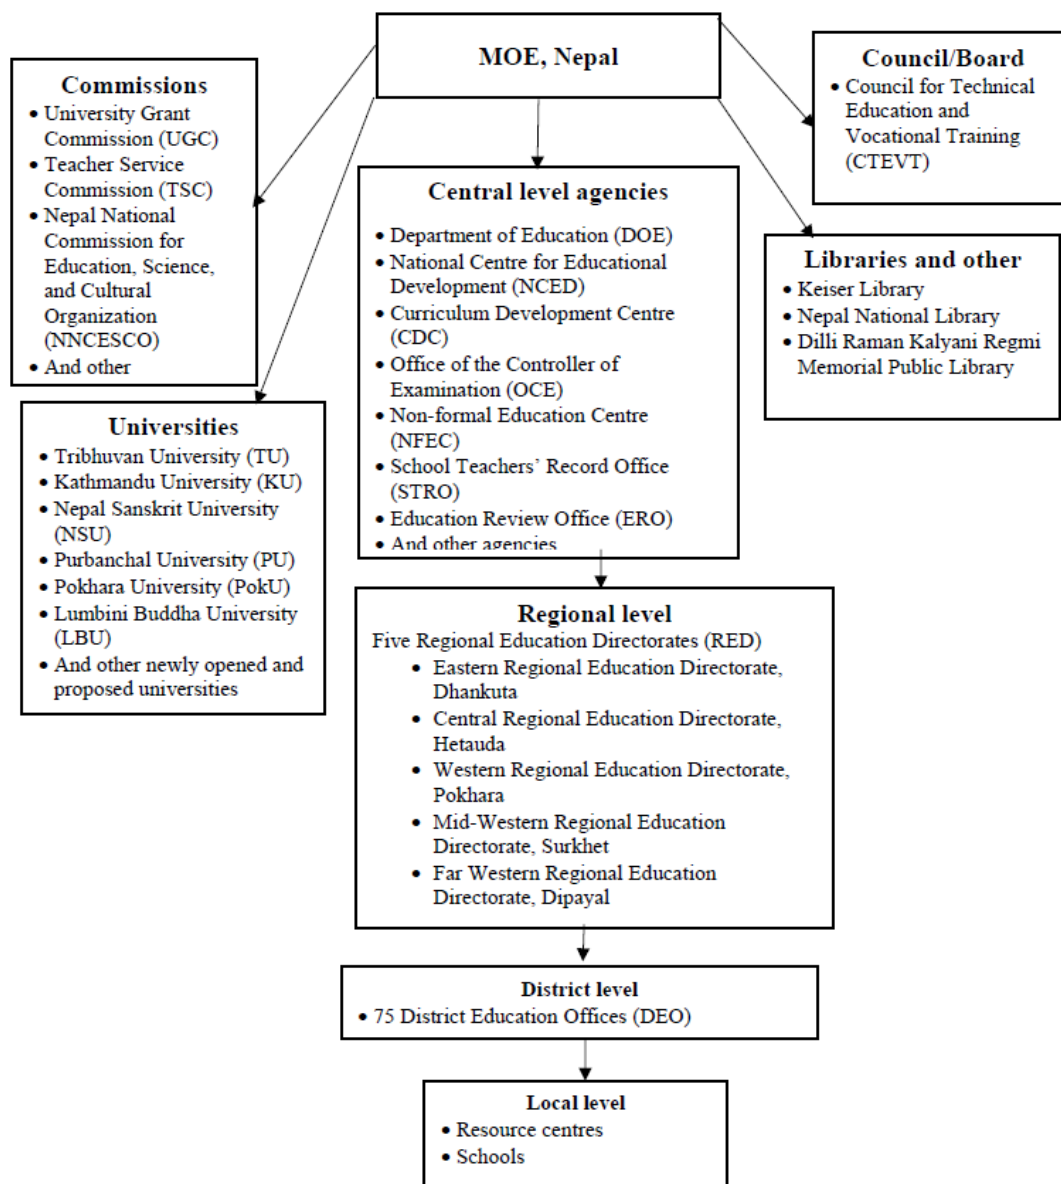 MOE, Nepal
Commissions
• University Grant
Commission (UGC)
• Teacher Service
Commission (TSC)
• Nepal National
Commission for
Education, Science,
and Cultural
Organization
(NNCESCO)
• And other
Council/Board
• Council for Technical
Education and
Vocational Training
(CTEVT)
Central level agencies
• Department of Education (DOE)
• National Centre for Educational
Development (NCED)
• Curriculum Development Centre
(CDC)
• Office of the Controller of
Examination (OCE)
• Non-formal Education Centre
(NFEC)
• School Teachers’ Record Office
(STRO)
• Education Review Office (ERO)
• And other agencies
Libraries and other
• Keiser Library
• Nepal National Library
• Dilli Raman Kalyani Regmi
Memorial Public Library
Universities
• Tribhuvan University (TU)
• Kathmandu University (KU)
• Nepal Sanskrit University
(NSU)
• Purbanchal University (PU)
• Pokhara University (PokU)
• Lumbini Buddha University
(LBU)
• And other newly opened and
proposed universities
Regional level
Five Regional Education Directorates (RED)
• Eastern Regional Education Directorate,
Dhankuta
• Central Regional Education Directorate,
Hetauda
• Western Regional Education Directorate,
Pokhara
• Mid-Western Regional Education
Directorate, Surkhet
• Far Western Regional Education
Directorate, Dipayal
District level
• 75 District Education Offices (DEO)
Local level
• Resource centres
• Schools